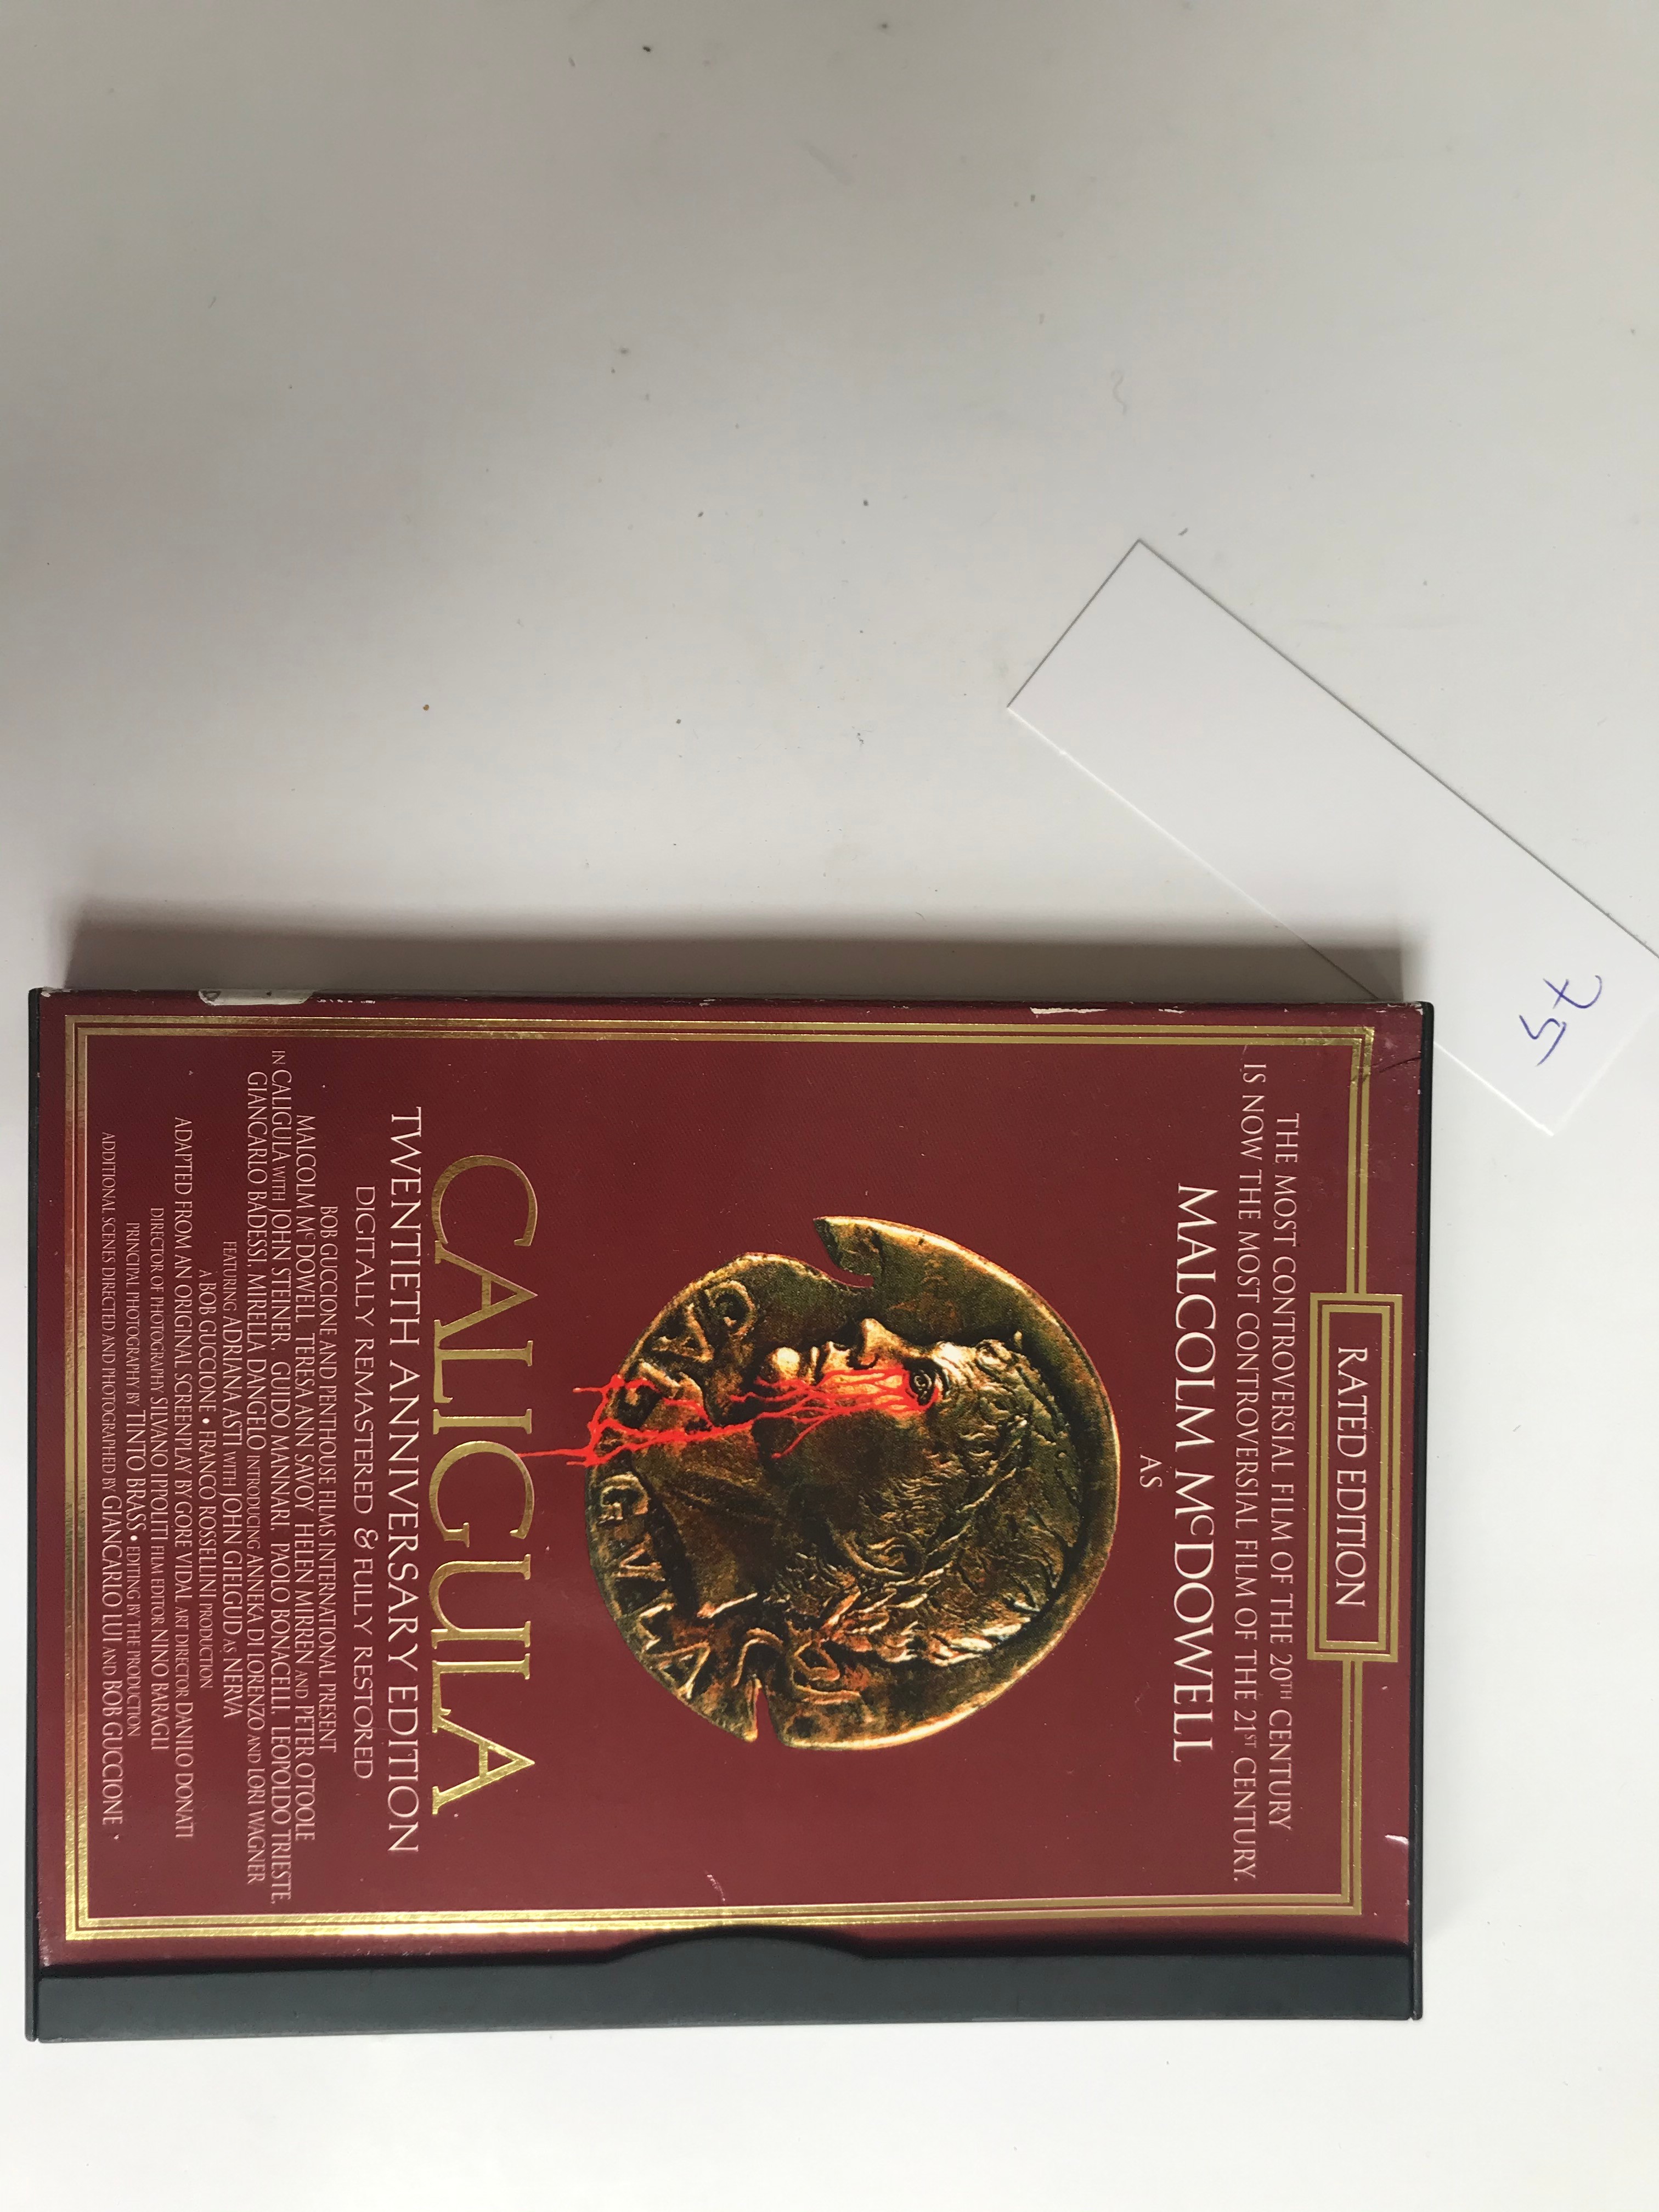 RATED EDITION
THE MOST CONTROVERSIAL FILM OF THE 20TH CENTURY
IS NOW THE MOST CONTROVERSIAL FILM OF THE 21ST CENTURY.
MALCOLM McDOWELL
AS
GVLA
CALIGULA
TWENTIETH ANNIVERSARY EDITION
DIGITALLY REMASTERED & FULLY RESTORED
BOB GUCCIONE AND PENTHOUSE FILMS INTERNATIONAL PRESENT
MALCOLM McDOWELL TERESA ANN SAVOY HELEN MIRREN AND PETER O'TOOLE
IN CALIGULA WITH JOHN STEINER, GUIDO MANNARI, PAOLO BONACELLI, LEOPOLDO TRIESTE,
GIANCARLO BADESSI, MIRELLA DANGELO INTRODUCING ANNEKA DI LORENZO AND LORI WAGNER
FEATURING ADRIANA ASTI WITH JOHN GIELGUD AS NERVA
A BOB GUCCIONE • FRANCO ROSSELLINI PRODUCTION
ADAPTED FROM AN ORIGINAL SCREENPLAY BY GORE VIDAL ART DIRECTOR DANILO DONATI
DIRECTOR OF PHOTOGRAPHY SILVANO IPPOLITI FILM EDITOR NINO BARAGLI
PRINCIPAL PHOTOGRAPHY BY TINTO BRASS • EDITING BY THE PRODUCTION
ADDITIONAL SCENES DIRECTED AND PHOTOGRAPHED BY GIANCARLO LUI AND BOB GUCCIONE